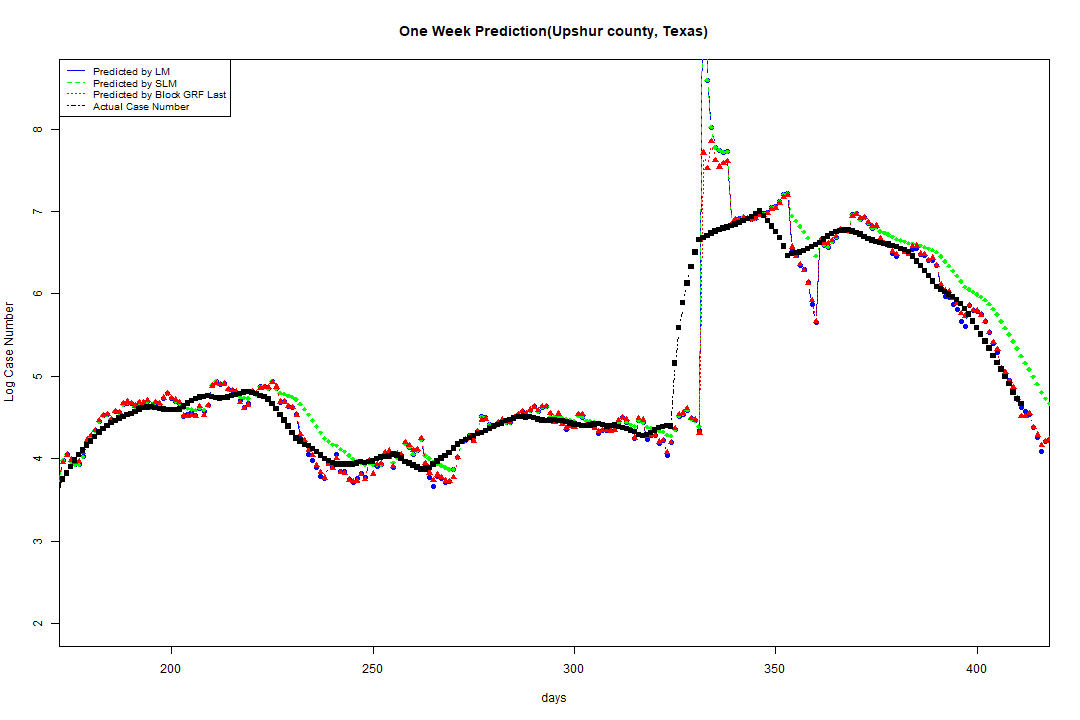 One Week Prediction(Upshur county, Texas)
Predicted by LM
Predicted by SLM
Predicted by Block GRF Last
Actual Case Number
Log Case Number
8
7
6
5
4
3
2
200 250 300 350 400
days